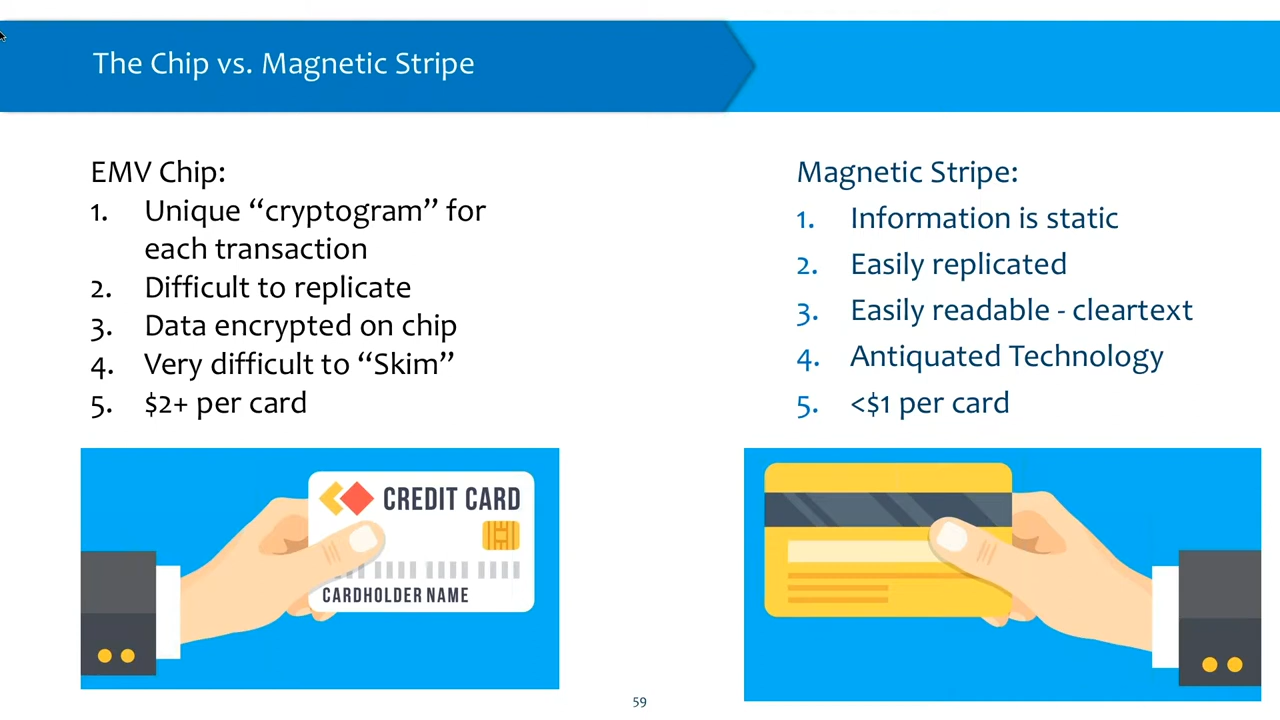 The Chip vs. Magnetic Stripe
EMV Chip:
1. Unique “cryptogram” for
each transaction
2. Difficult to replicate
3. Data encrypted on chip
4. Very difficult to “Skim”
5. $2+ per card
Magnetic Stripe:
1. Information is static
2. Easily replicated
3. Easily readable - cleartext
4. Antiquated Technology
5. <$1 per card
CREDIT CARD
CARDHOLDER NAME
59